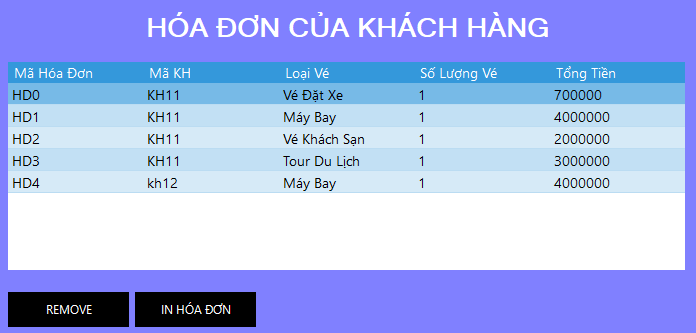 HÓA ĐƠN CỦA KHÁCH HÀNG
Mã Hóa Đơn Mã KH Loại Vé Số Lượng Vé Tổng Tiền
HD0 KH11 Vé Đặt Xe 1 700000
HD1 KH11 Máy Bay 1 4000000
HD2 KH11 Vé Khách Sạn 1 2000000
HD3 KH11 Tour Du Lịch 1 3000000
HD4 kh12 Máy Bay 1 4000000
REMOVE IN HÓA ĐƠN